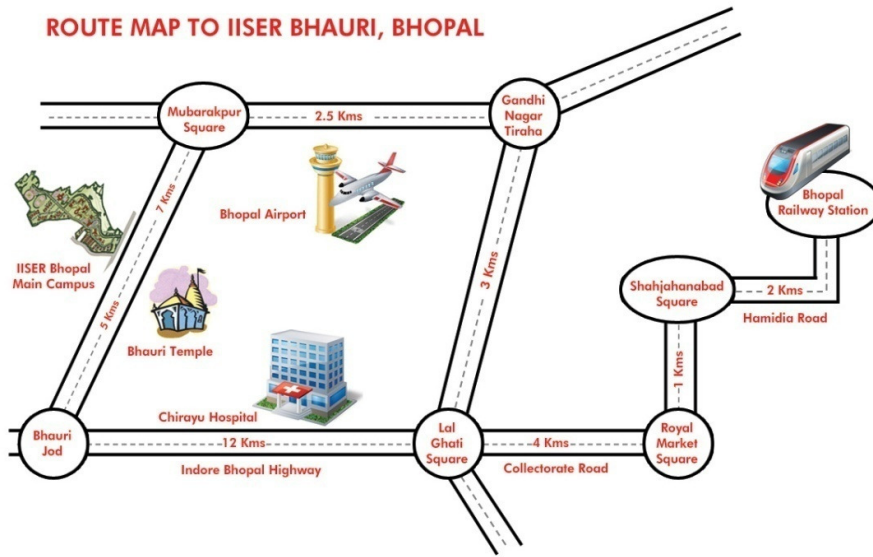 ROUTE MAP TO IISER BHAURI, BHOPAL
Mubarakpur
Square
2.5 Kms
Gandhi
Nagar
Tiraha
Bhopal
Railway Station
7 Kms
Bhopal Airport
IISER Bhopal
Main Campus
3 Kms
Shahjahanabad
Square
2 Kms
Hamidia Road
5 Kms
Bhauri Temple
1 Kms
Chirayu Hospital
Bhauri
Jod
12 Kms
Indore Bhopal Highway
Lal
Ghati
Square
4 Kms
Collectorate Road
Royal
Market
Square